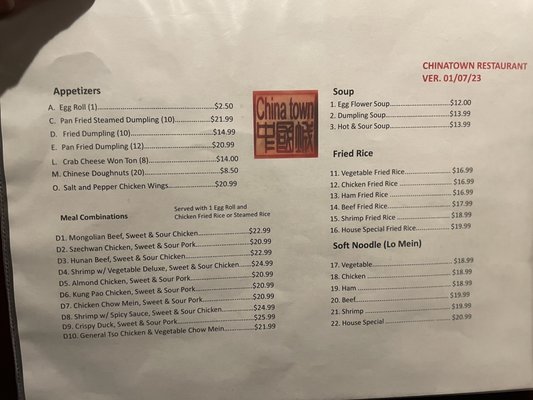 CHINATOWN RESTAURANT
VER. 01/07/23
Appetizers
A. Egg Roll (1)........$2.50
C. Pan Fried Steamed Dumpling (10)........$21.99
D. Fried Dumpling (10)........$14.99
E. Pan Fried Dumpling (12)........$20.99
L. Crab Cheese Won Ton (8)........$14.00
M. Chinese Doughnuts (20)........$8.50
O. Salt and Pepper Chicken Wings........$20.99
Served with 1 Egg Roll and
Meal Combinations
Chicken Fried Rice or Steamed Rice
D1. Mongolian Beef, Sweet & Sour Chicken........$22.99
D2. Szechwan Chicken, Sweet & Sour Pork........$20.99
D3. Hunan Beef, Sweet & Sour Chicken........$22.99
D4. Shrimp w/ Vegetable Deluxe, Sweet & Sour Chicken........$24.99
D5. Almond Chicken, Sweet & Sour Pork........$20.99
D6. Kung Pao Chicken, Sweet & Sour Pork........$20.99
D7. Chicken Chow Mein, Sweet & Sour Pork........$20.99
D8. Shrimp w/ Spicy Sauce, Sweet & Sour Chicken........$24.99
D9. Crispy Duck, Sweet & Sour Pork........$25.99
D10. General Tso Chicken & Vegetable Chow Mein........$21.99
China town
中國城
Soup
1. Egg Flower Soup........$12.00
2. Dumpling Soup........$13.99
3. Hot & Sour Soup........$13.99
Fried Rice
11. Vegetable Fried Rice........$16.99
12. Chicken Fried Rice........$16.99
13. Ham Fried Rice........$16.99
14. Beef Fried Rice........$17.99
15. Shrimp Fried Rice........$18.99
16. House Special Fried Rice........$19.99
Soft Noodle (Lo Mein)
17. Vegetable........$18.99
18. Chicken........$18.99
19. Ham........$18.99
20. Beef........$19.99
21. Shrimp........$19.99
22. House Special........$20.99